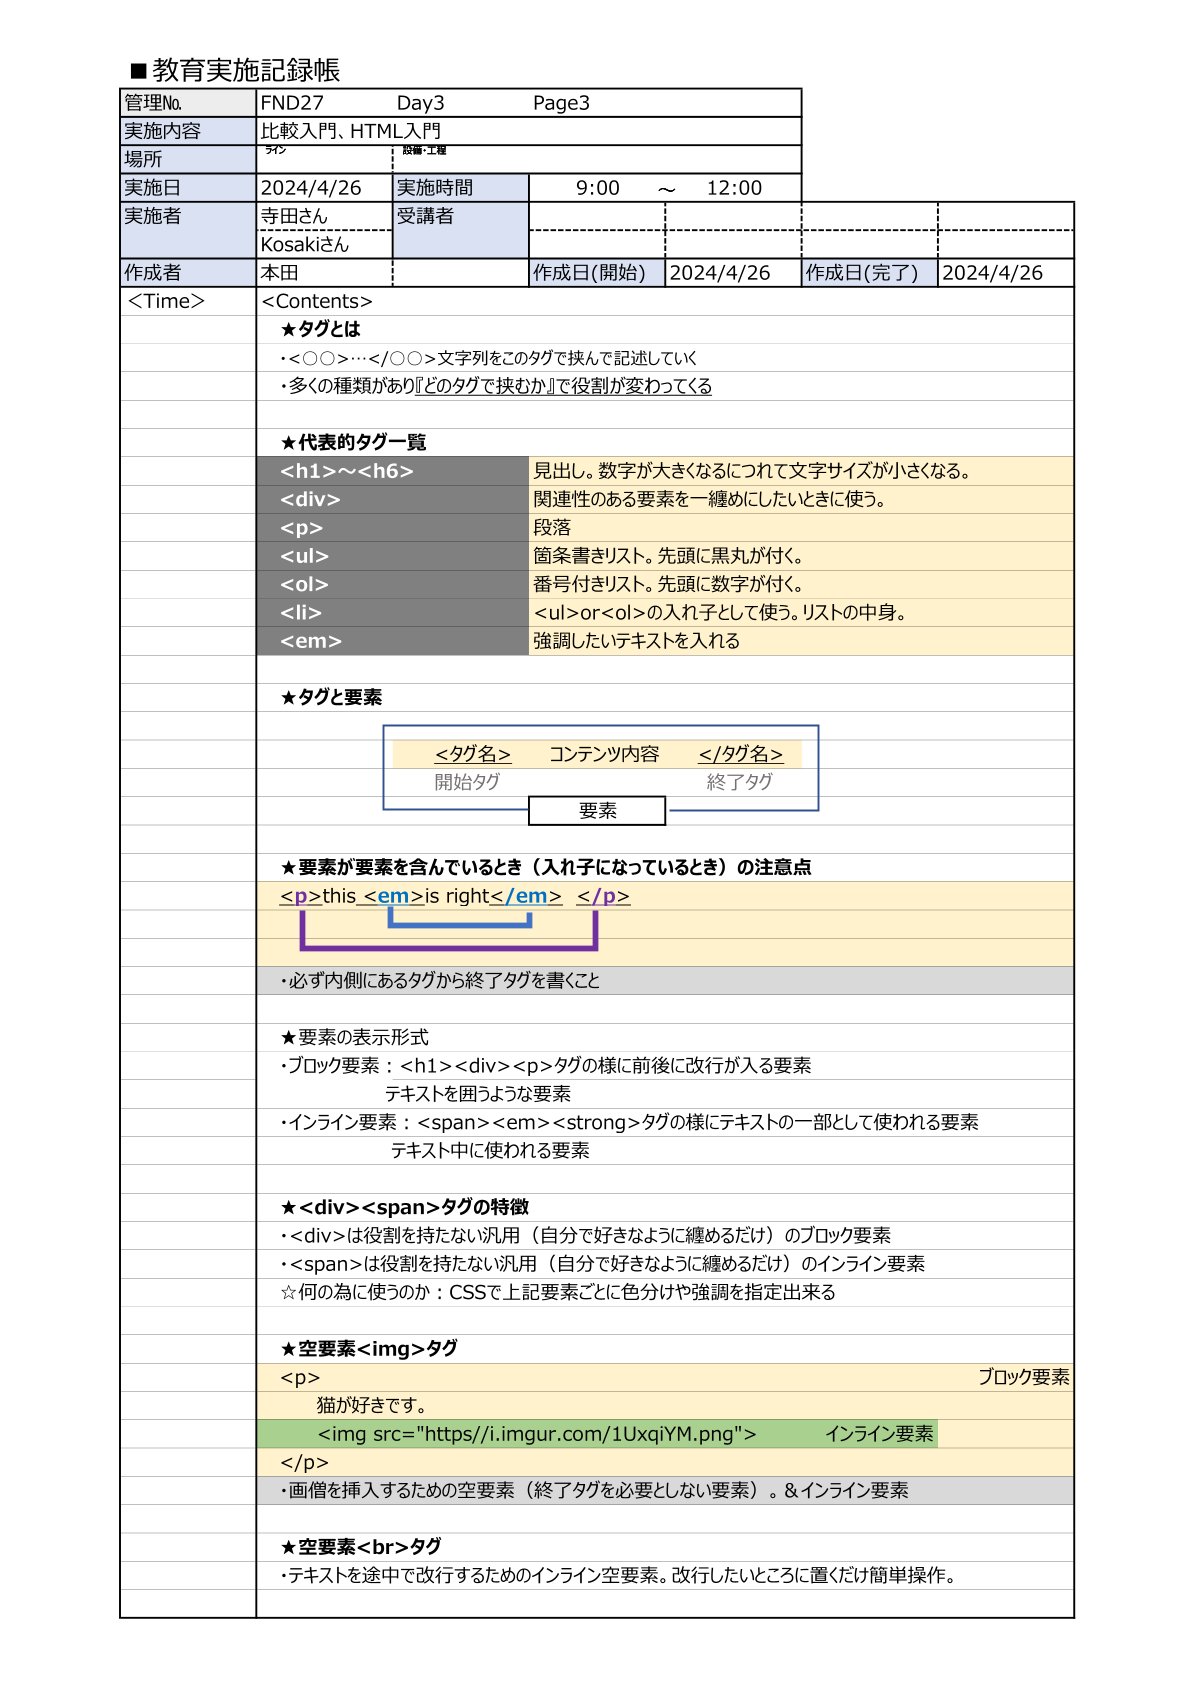 ■教育実施記録帳
管理No. FND27 Day3 Page3
実施内容 比較入門、HTML入門
場所 ライン 設備・工程
実施日 2024/4/26 実施時間 9:00 ～ 12:00
実施者 寺田さん 受講者
Kosakiさん
作成者 本田 作成日(開始) 2024/4/26 作成日(完了) 2024/4/26
<Time> <Contents>
★タグとは
・<○○>…</○○>文字列をこのタグで挟んで記述していく
・多くの種類があり『どのタグで挟むか』で役割が変わってくる
★代表的タグ一覧
<h1>～<h6> 見出し。数字が大きくなるにつれて文字サイズが小さくなる。
<div> 関連性のある要素を一纏めにしたいときに使う。
<p> 段落
<ul> 箇条書きリスト。先頭に黒丸が付く。
<ol> 番号付きリスト。先頭に数字が付く。
<li> <ul>or<ol>の入れ子として使う。リストの中身。
<em> 強調したいテキストを入れる
★タグと要素
<タグ名> コンテンツ内容 </タグ名>
開始タグ 終了タグ
要素
★要素が要素を含んでいるとき（入れ子になっているとき）の注意点
<p>this <em>is right</em> </p>
・必ず内側にあるタグから終了タグを書くこと
★要素の表示形式
・ブロック要素：<h1><div><p>タグの様に前後に改行が入る要素
テキストを囲うような要素
・インライン要素：<span><em><strong>タグの様にテキストの一部として使われる要素
テキスト中に使われる要素
★<div><span>タグの特徴
・<div>は役割を持たない汎用（自分で好きなように纏めるだけ）のブロック要素
・<span>は役割を持たない汎用（自分で好きなように纏めるだけ）のインライン要素
☆何の為に使うのか：CSSで上記要素ごとに色分けや強調を指定出来る
★空要素<img>タグ
<p> ブロック要素
猫が好きです。
<img src="https//i.imgur.com/1UxqiYM.png"> インライン要素
</p>
・画僧を挿入するための空要素（終了タグを必要としない要素）。＆インライン要素
★空要素<br>タグ
・テキストを途中で改行するためのインライン空要素。改行したいところに置くだけ簡単操作。